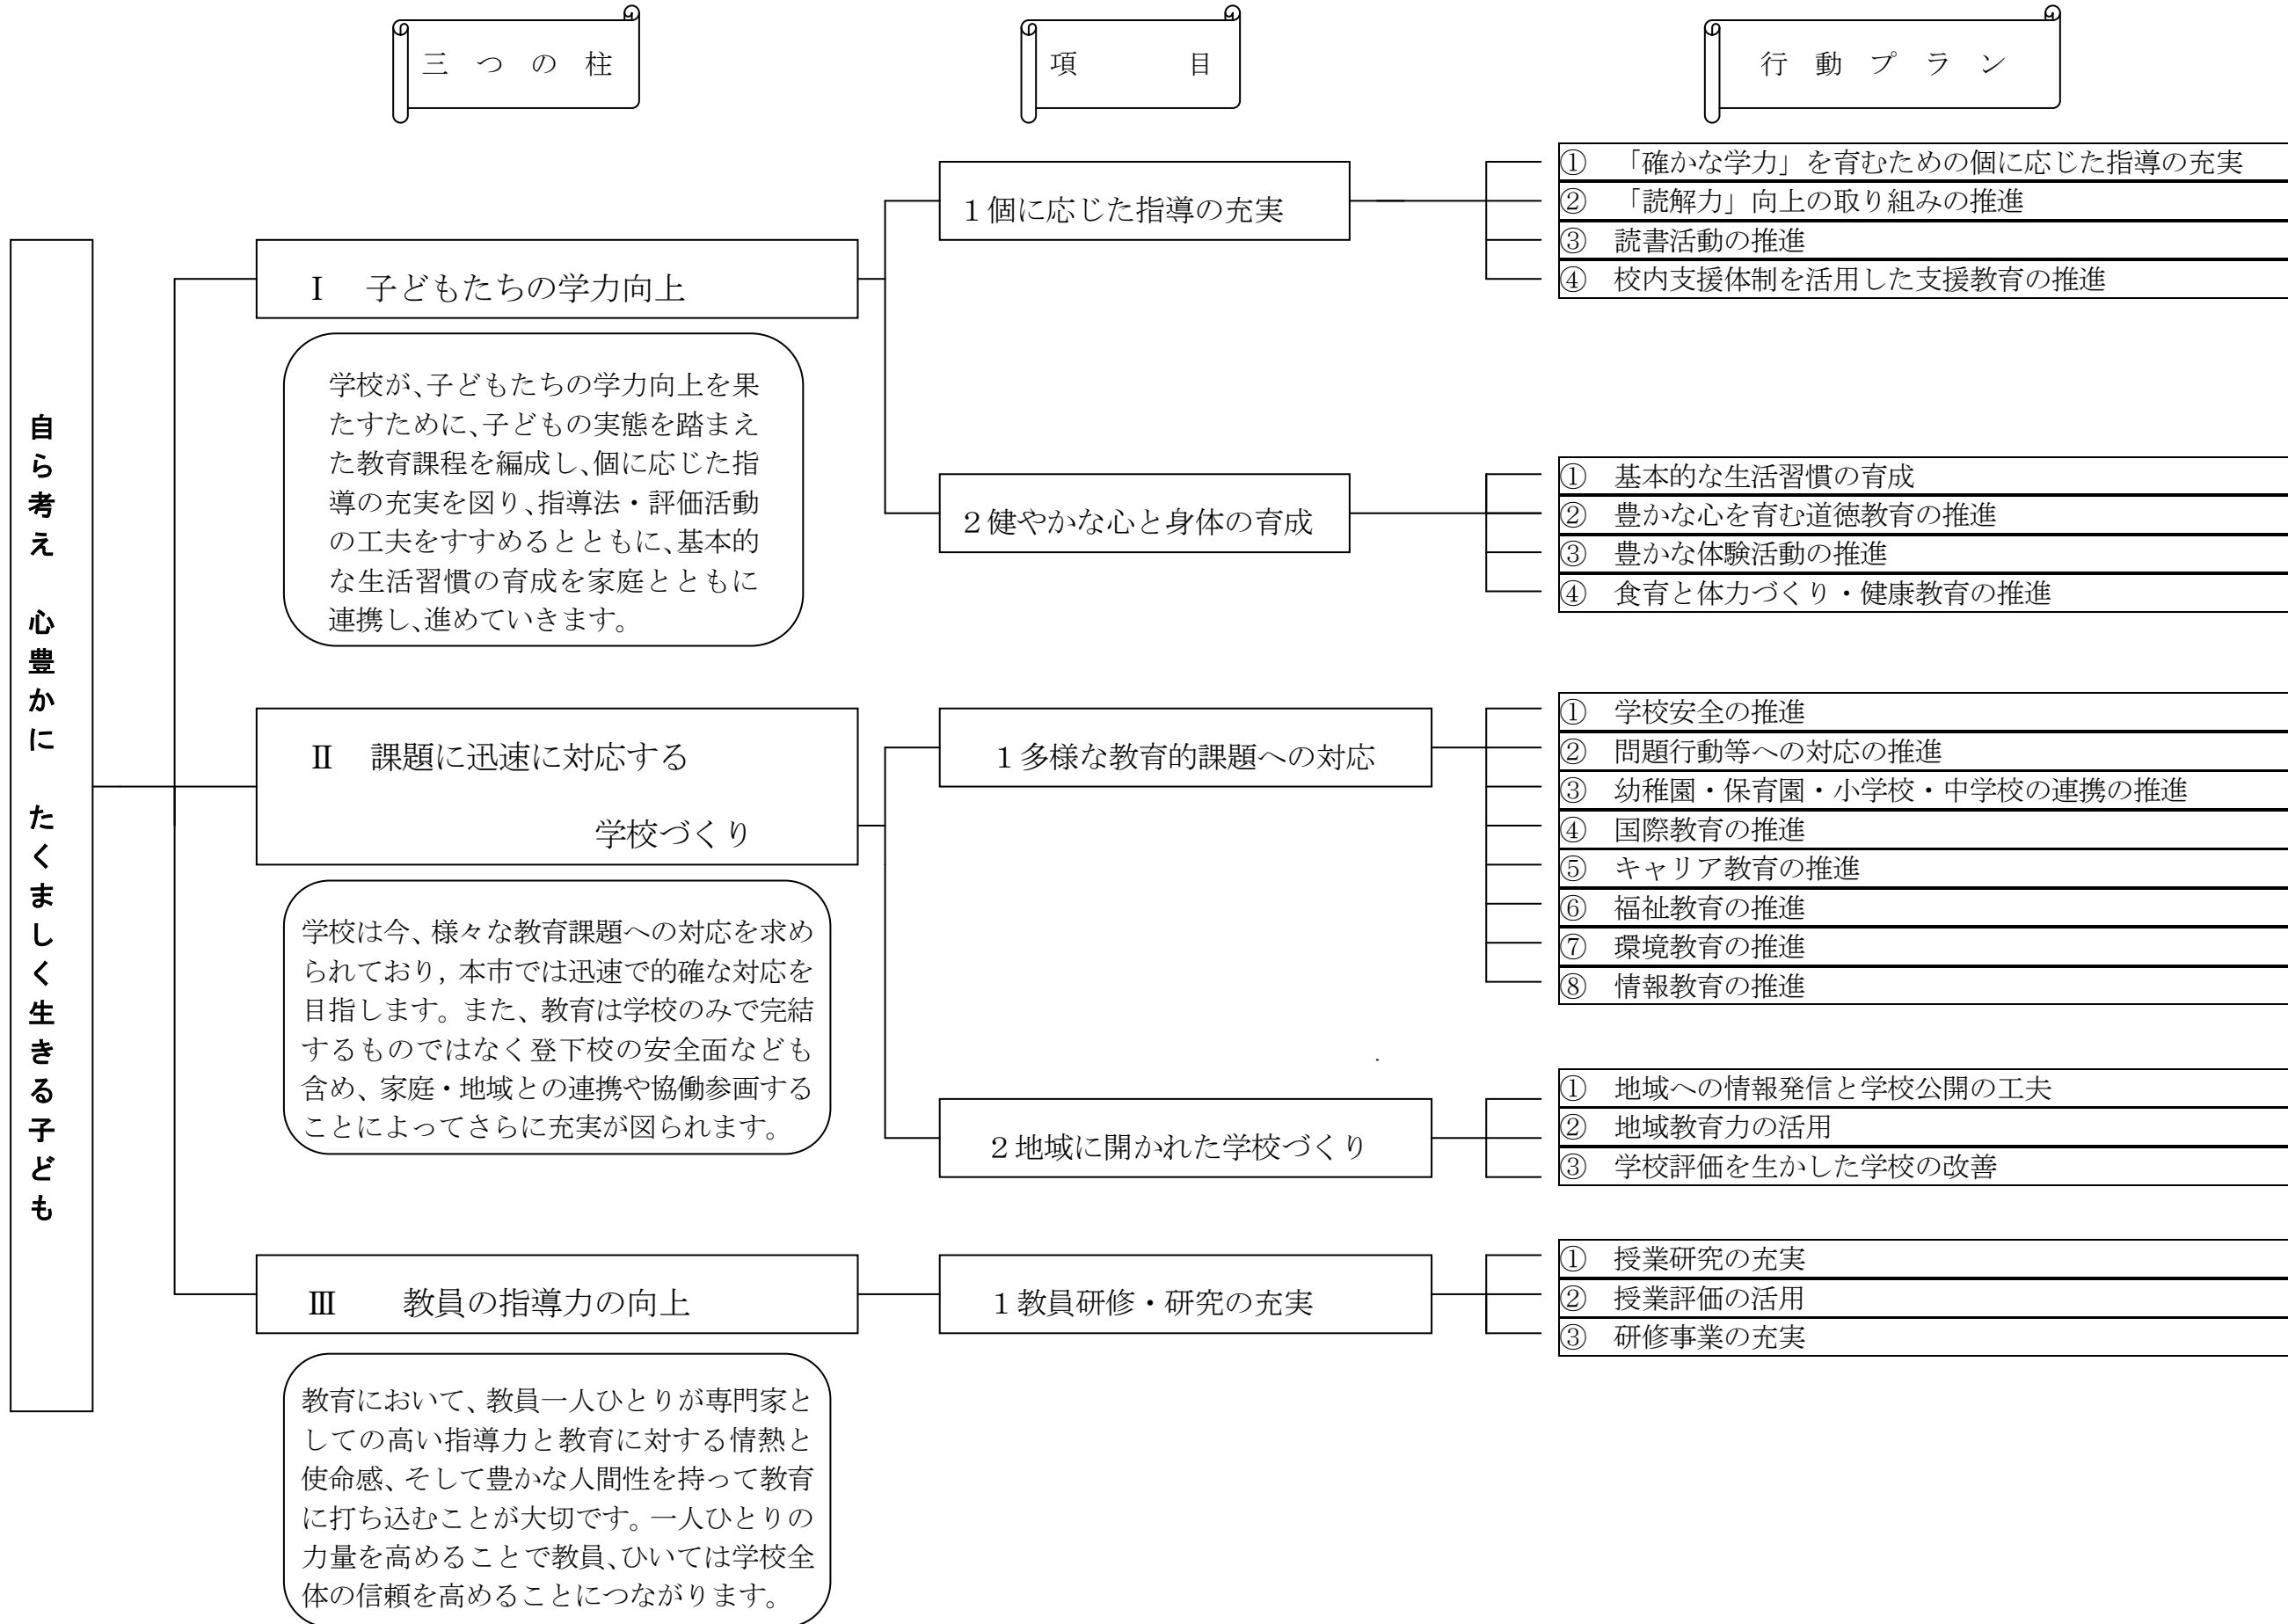 三つの柱
項目
行動プラン
自ら考え　心豊かに　たくましく生きる子ども
Ⅰ　子どもたちの学力向上
学校が、子どもたちの学力向上を果
たすために、子どもの実態を踏まえ
た教育課程を編成し、個に応じた指
導の充実を図り、指導法・評価活動
の工夫をすすめるとともに、基本的
な生活習慣の育成を家庭とともに
連携し、進めていきます。
１個に応じた指導の充実
①　「確かな学力」を育むための個に応じた指導の充実
②　「読解力」向上の取り組みの推進
③　読書活動の推進
④　校内支援体制を活用した支援教育の推進
２健やかな心と身体の育成
①　基本的な生活習慣の育成
②　豊かな心を育む道徳教育の推進
③　豊かな体験活動の推進
④　食育と体力づくり・健康教育の推進
Ⅱ　課題に迅速に対応する
学校づくり
学校は今、様々な教育課題への対応を求め
られており，本市では迅速で的確な対応を
目指します。また、教育は学校のみで完結
するものではなく登下校の安全面なども
含め、家庭・地域との連携や協働参画する
ことによってさらに充実が図られます。
１多様な教育的課題への対応
①　学校安全の推進
②　問題行動等への対応の推進
③　幼稚園・保育園・小学校・中学校の連携の推進
④　国際教育の推進
⑤　キャリア教育の推進
⑥　福祉教育の推進
⑦　環境教育の推進
⑧　情報教育の推進
２地域に開かれた学校づくり
①　地域への情報発信と学校公開の工夫
②　地域教育力の活用
③　学校評価を生かした学校の改善
Ⅲ　教員の指導力の向上
教育において、教員一人ひとりが専門家と
しての高い指導力と教育に対する情熱と
使命感、そして豊かな人間性を持って教育
に打ち込むことが大切です。一人ひとりの
力量を高めることで教員、ひいては学校全
体の信頼を高めることにつながります。
１教員研修・研究の充実
①　授業研究の充実
②　授業評価の活用
③　研修事業の充実